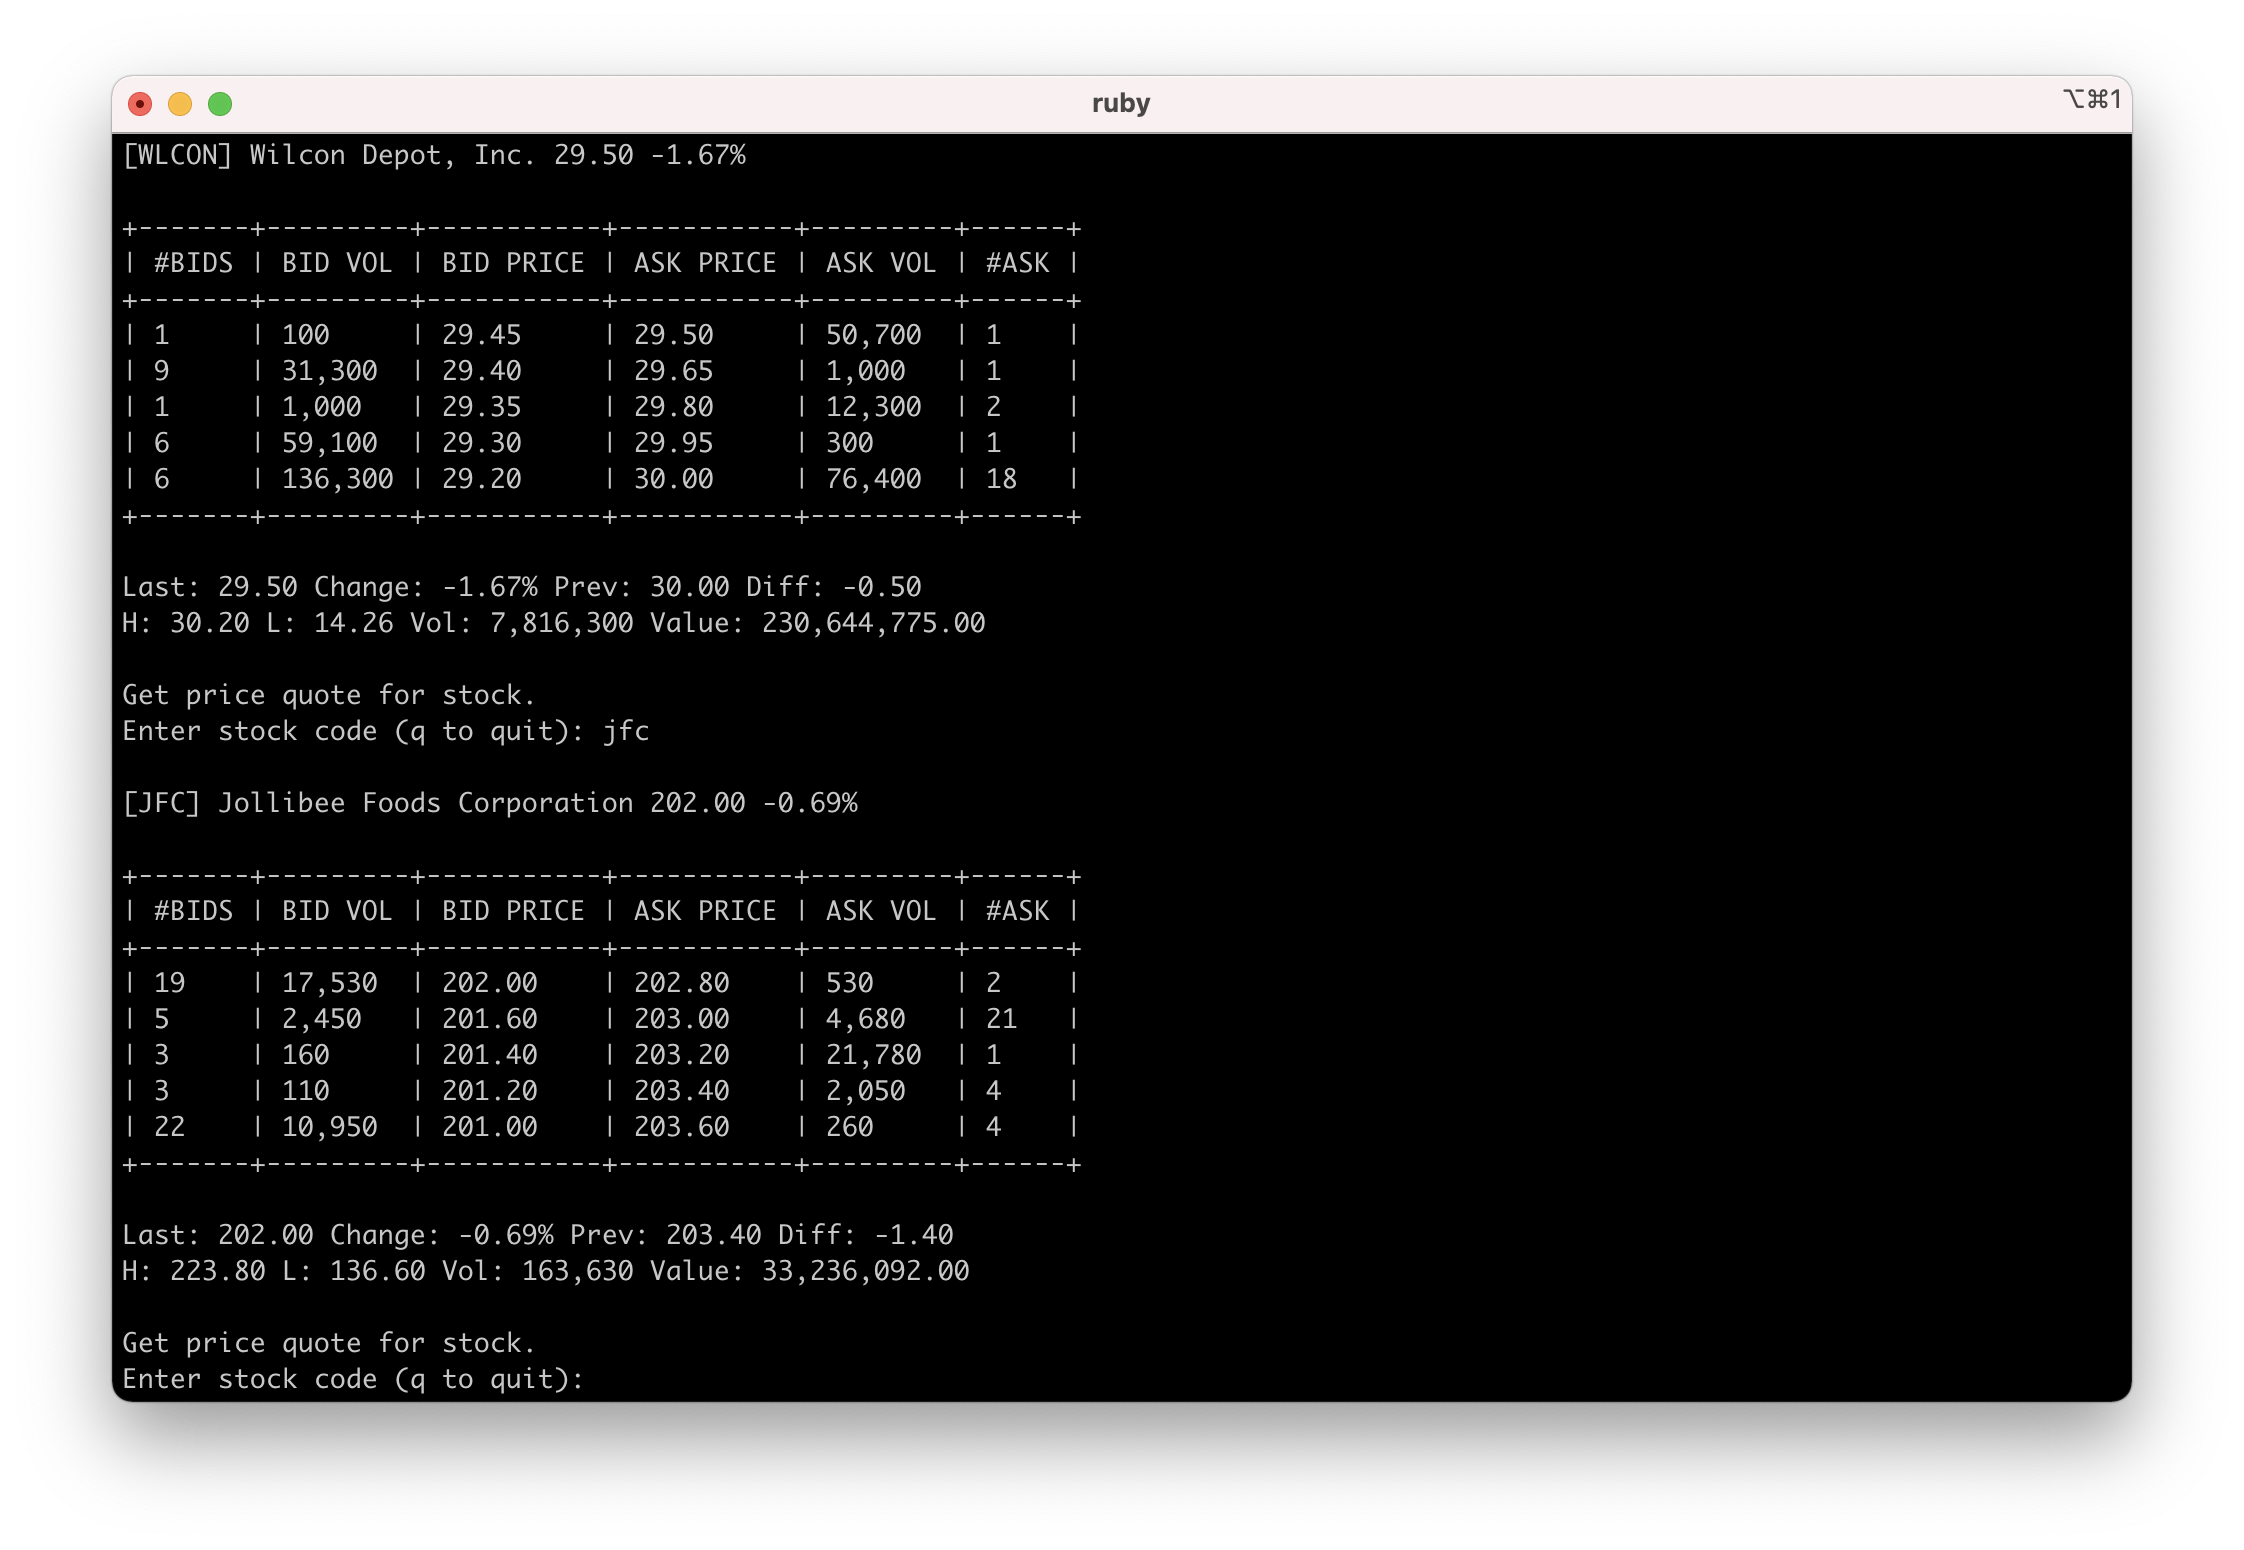 ruby
⌥⌘1
[WLCON] Wilcon Depot, Inc. 29.50 -1.67%
+-------+---------+-----------+-----------+---------+------+
| #BIDS | BID VOL | BID PRICE | ASK PRICE | ASK VOL | #ASK |
+-------+---------+-----------+-----------+---------+------+
| 1     | 100     | 29.45     | 29.50     | 50,700  | 1    |
| 9     | 31,300  | 29.40     | 29.65     | 1,000   | 1    |
| 1     | 1,000   | 29.35     | 29.80     | 12,300  | 2    |
| 6     | 59,100  | 29.30     | 29.95     | 300     | 1    |
| 6     | 136,300 | 29.20     | 30.00     | 76,400  | 18   |
+-------+---------+-----------+-----------+---------+------+
Last: 29.50 Change: -1.67% Prev: 30.00 Diff: -0.50
H: 30.20 L: 14.26 Vol: 7,816,300 Value: 230,644,775.00
Get price quote for stock.
Enter stock code (q to quit): jfc
[JFC] Jollibee Foods Corporation 202.00 -0.69%
+-------+---------+-----------+-----------+---------+------+
| #BIDS | BID VOL | BID PRICE | ASK PRICE | ASK VOL | #ASK |
+-------+---------+-----------+-----------+---------+------+
| 19    | 17,530  | 202.00    | 202.80    | 530     | 2    |
| 5     | 2,450   | 201.60    | 203.00    | 4,680   | 21   |
| 3     | 160     | 201.40    | 203.20    | 21,780  | 1    |
| 3     | 110     | 201.20    | 203.40    | 2,050   | 4    |
| 22    | 10,950  | 201.00    | 203.60    | 260     | 4    |
+-------+---------+-----------+-----------+---------+------+
Last: 202.00 Change: -0.69% Prev: 203.40 Diff: -1.40
H: 223.80 L: 136.60 Vol: 163,630 Value: 33,236,092.00
Get price quote for stock.
Enter stock code (q to quit):